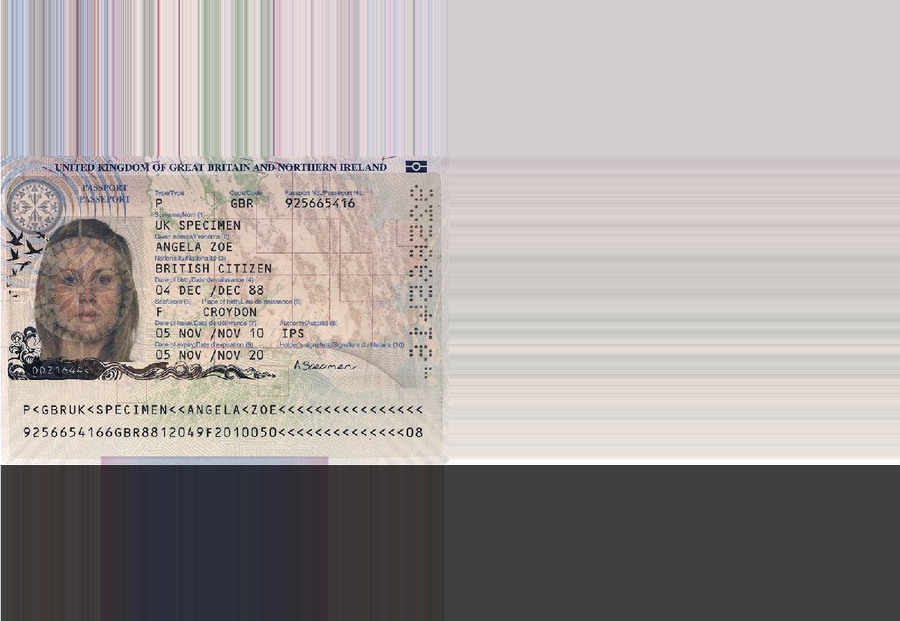 UNITED KINGDOM OF GREAT BRITAIN AND NORTHERN IRELAND
PASSPORT
PASSEPORT
Type/Type Code/Code Passport No./Passeport No.
P GBR 925665416
Surname/Nom (1)
UK SPECIMEN
Given names/Prénoms (2)
ANGELA ZOE
Nationality/Nationalité (3)
BRITISH CITIZEN
Date of birth/Date de naissance (4)
04 DEC /DEC 88
Sex/Sexe (5) Place of birth/Lieu de naissance (6)
F CROYDON
Date of issue/Date de délivrance (7) Authority/Autorité (8)
05 NOV /NOV 10 IPS
Date of expiry/Date d'expiration (9) Holder's signature/Signature du titulaire (10)
05 NOV /NOV 20
P<GBRUK<SPECIMEN<<ANGELA<ZOE<<<<<<<<<<<<<<<<
9256654166GBR8812049F2010050<<<<<<<<<<<<<<08